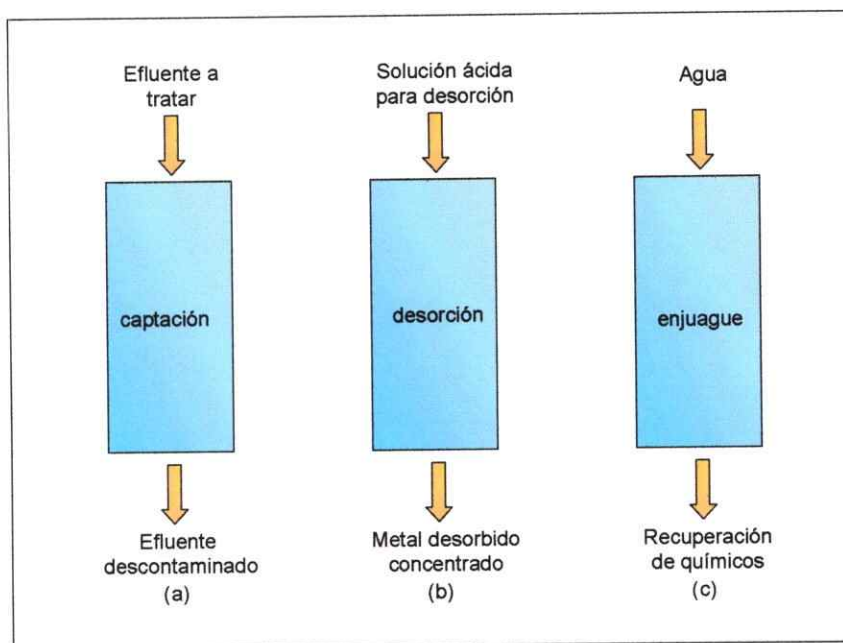 Efluente a
tratar
captación
Efluente
descontaminado
(a)
Solución ácida
para desorción
desorción
Metal desorbido
concentrado
(b)
Agua
enjuague
Recuperación
de químicos
(c)